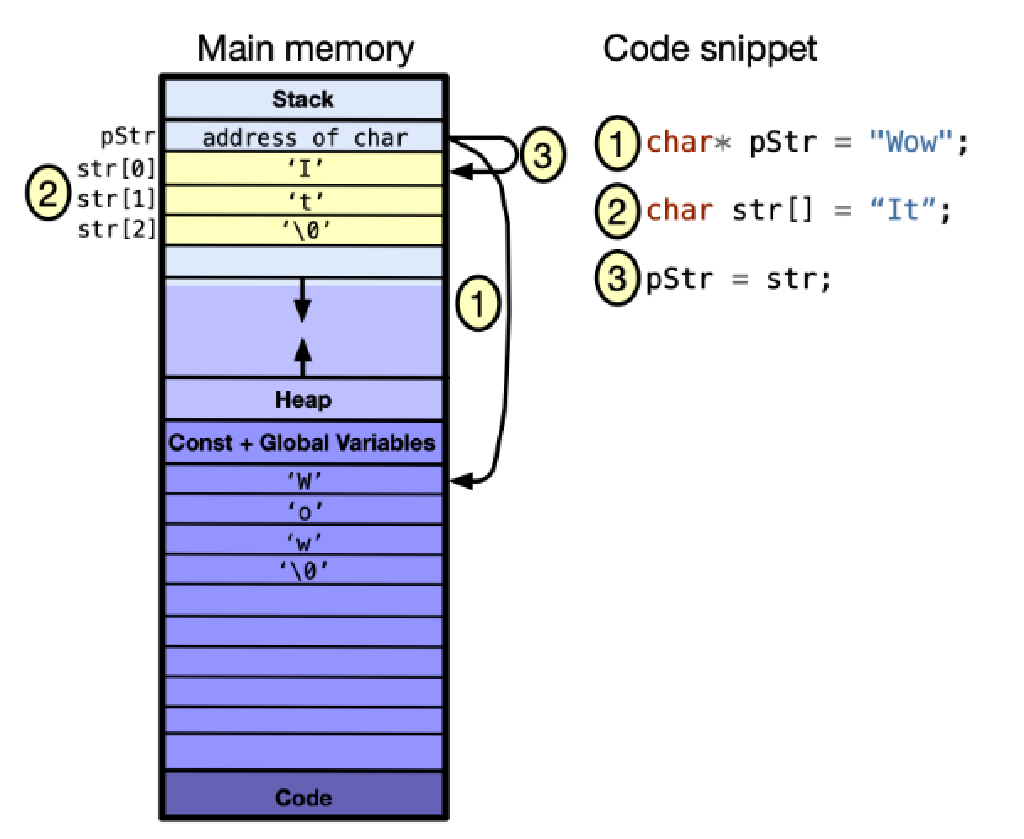 Main memory
Code snippet
Stack
pStr
address of char
3
1
char* pStr = "Wow";
2
str[0]
‘I’
str[1]
‘t’
str[2]
‘\0’
2
char str[] = “It”;
3
pStr = str;
1
Heap
Const + Global Variables
‘W’
‘o’
‘w’
‘\0’
Code